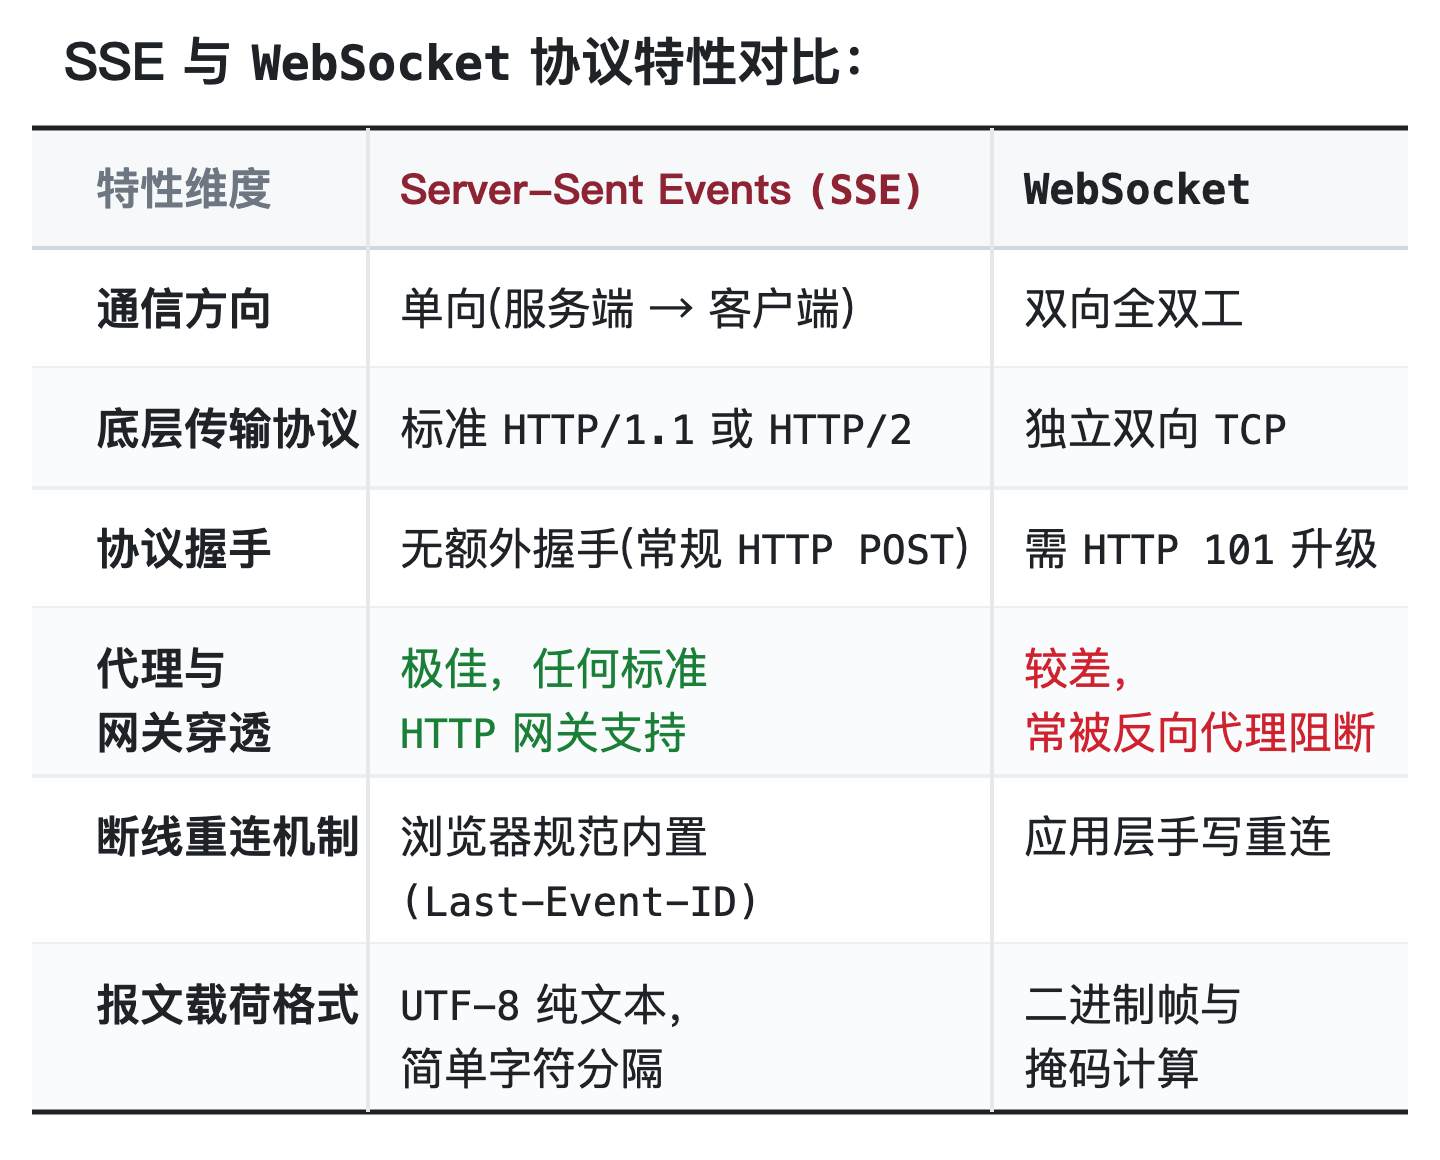 SSE 与 WebSocket 协议特性对比：
特性维度 Server-Sent Events (SSE) WebSocket
通信方向 单向(服务端 → 客户端) 双向全双工
底层传输协议 标准 HTTP/1.1 或 HTTP/2 独立双向 TCP
协议握手 无额外握手(常规 HTTP POST) 需 HTTP 101 升级
代理与 极佳，任何标准 较差，
网关穿透 HTTP 网关支持 常被反向代理阻断
断线重连机制 浏览器规范内置 应用层手写重连
(Last-Event-ID)
报文载荷格式 UTF-8 纯文本， 二进制帧与
简单字符分隔 掩码计算